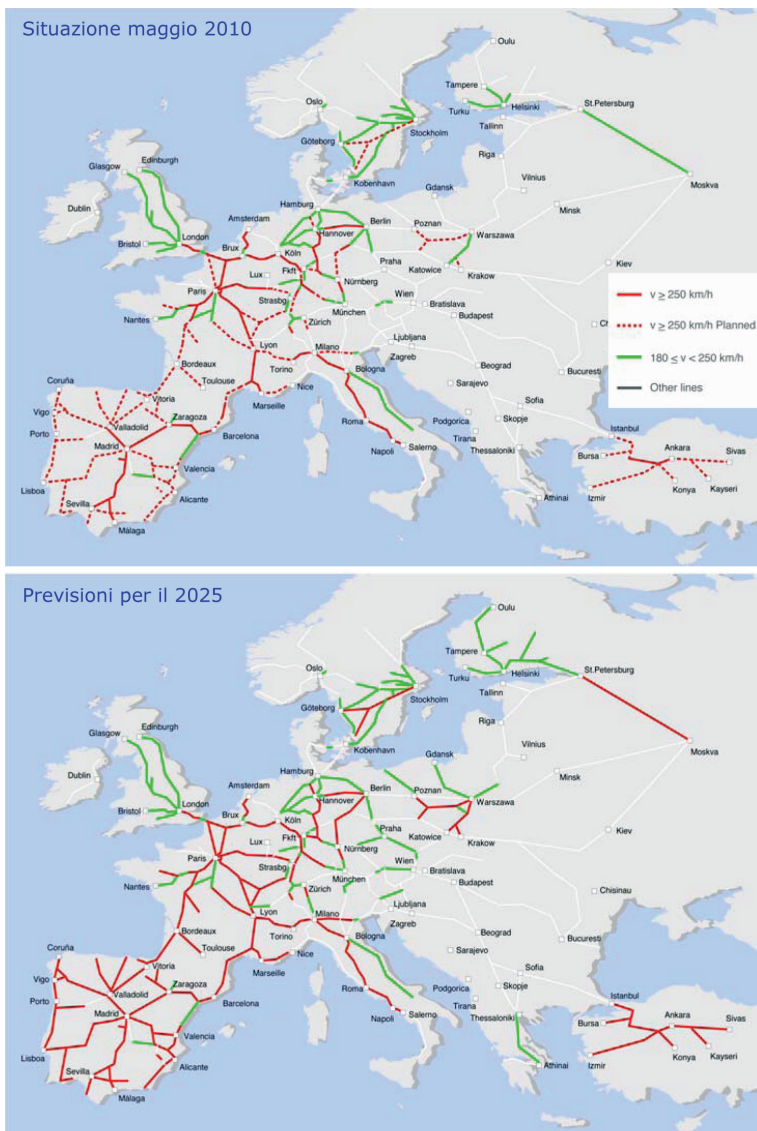 Situazione maggio 2010
Oulu
Tampere
Turku
Helsinki
St.Petersburg
Oslo
Stockholm
Tallinn
Göteborg
Riga
Moskva
Glasgow
Edinburgh
Kobenhavn
Vilnius
Gdansk
Minsk
Dublin
Hamburg
Amsterdam
Berlin
Poznan
Hannover
Warszawa
Bristol
London
Brux
Köln
Kiev
Fkft
Praha
Katowice
Krakow
Lux
Paris
Nürnberg
Strasbg
Wien
Nantes
München
Bratislava
Zürich
Budapest
Chi
Lyon
Milano
Ljubljana
Zagreb
Bordeaux
Torino
Bologna
Beograd
Bucuresti
Coruña
Toulouse
Nice
Sarajevo
Vitoria
Marseille
Sofia
Vigo
Zaragoza
Podgorica
Skopje
Istanbul
Valladolid
Roma
Tirana
Porto
Barcelona
Ankara
Sivas
Madrid
Napoli
Salerno
Thessaloniki
Bursa
Valencia
Lisboa
Konya
Kayseri
Alicante
Izmir
Sevilla
Athinai
Málaga
v ≥ 250 km/h
v ≥ 250 km/h Planned
180 ≤ v < 250 km/h
Other lines
Previsioni per il 2025
Oulu
Tampere
Turku
Helsinki
St.Petersburg
Oslo
Stockholm
Tallinn
Göteborg
Riga
Moskva
Glasgow
Edinburgh
Kobenhavn
Vilnius
Gdansk
Minsk
Dublin
Hamburg
Amsterdam
Berlin
Poznan
Hannover
Warszawa
Bristol
London
Brux
Köln
Kiev
Fkft
Praha
Katowice
Krakow
Lux
Paris
Nürnberg
Strasbg
Wien
Nantes
München
Bratislava
Zürich
Budapest
Chisinau
Lyon
Milano
Ljubljana
Zagreb
Bordeaux
Torino
Bologna
Beograd
Bucuresti
Coruña
Toulouse
Nice
Sarajevo
Vitoria
Marseille
Sofia
Vigo
Zaragoza
Podgorica
Skopje
Istanbul
Valladolid
Roma
Tirana
Porto
Barcelona
Ankara
Sivas
Madrid
Napoli
Salerno
Thessaloniki
Bursa
Valencia
Lisboa
Konya
Kayseri
Alicante
Izmir
Sevilla
Athinai
Málaga